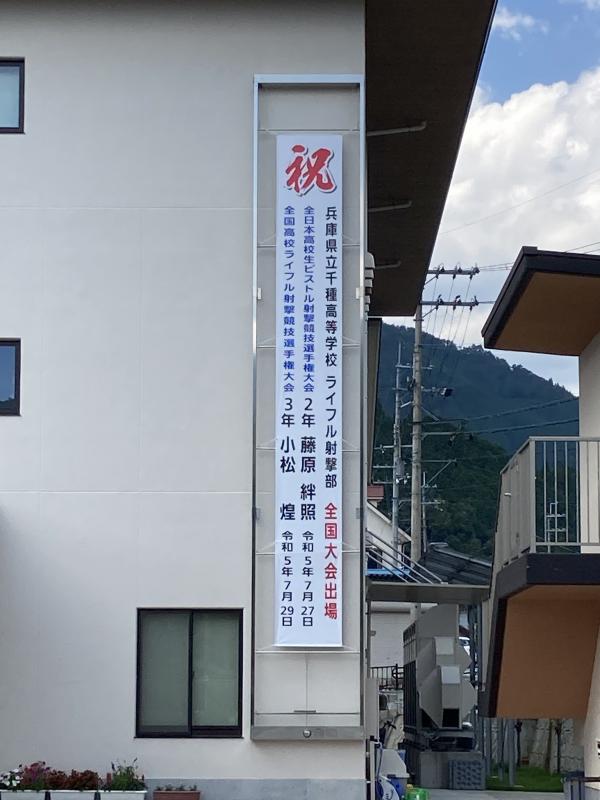 祝
兵庫県立千種高等学校 ライフル射撃部 全国大会出場
全日本高校生ピストル射撃競技選手権大会 2年 藤原 絆照 令和5年7月27日
全国高校ライフル射撃競技選手権大会 3年 小松 煌 令和5年7月29日